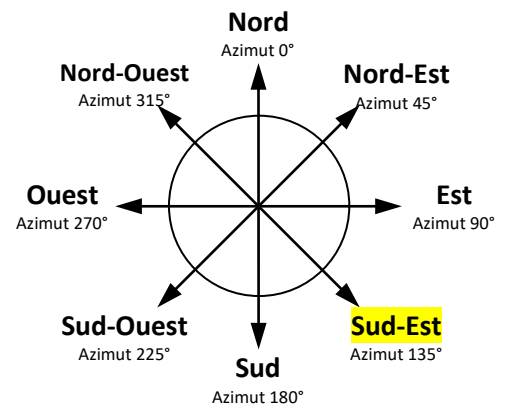 Nord
Azimut 0°
Nord-Ouest
Azimut 315°
Nord-Est
Azimut 45°
Ouest
Azimut 270°
Est
Azimut 90°
Sud-Ouest
Azimut 225°
Sud-Est
Azimut 135°
Sud
Azimut 180°